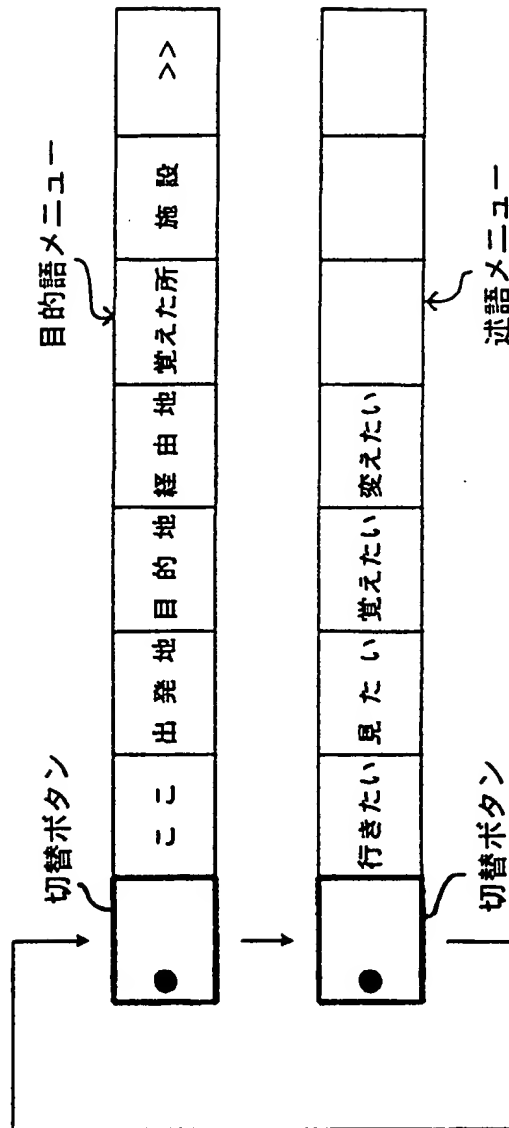 目的語メニュー
切替ボタン
ここ
出発地
目的地
経由地
覚えた所
施設
>>
述語メニュー
切替ボタン
行きたい
見たい
覚えたい
変えたい